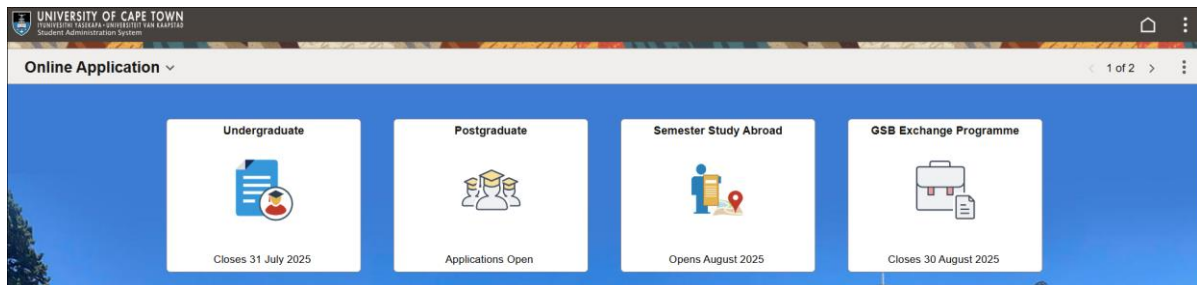 UNIVERSITY OF CAPE TOWN
IYUNIVESITHI YASEKAPA • UNIVERSITEIT VAN KAAPSTAD
Student Administration System
Online Application
1 of 2
Undergraduate
Closes 31 July 2025
Postgraduate
Applications Open
Semester Study Abroad
Opens August 2025
GSB Exchange Programme
Closes 30 August 2025